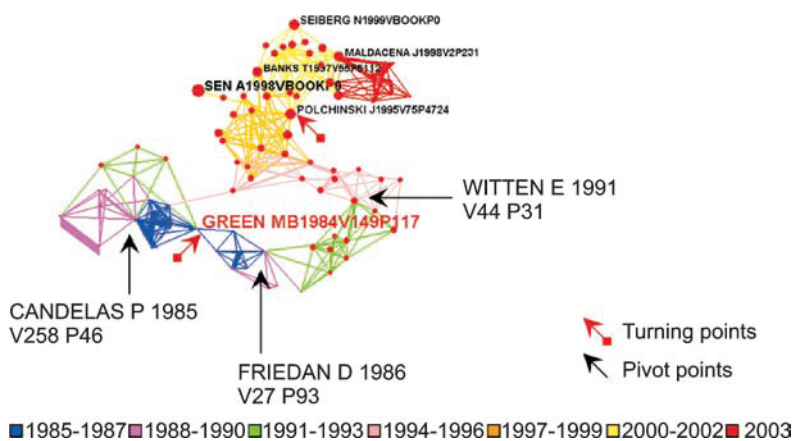 SEIBERG N1999VBOOKP0
MALDACENA J1998V2P231
BANKS T1997V55P5112
SEN A1998VBOOKP0
POLCHINSKI J1995V75P4724
WITTEN E 1991
V44 P31
GREEN MB1984V149P117
CANDELAS P 1985
V258 P46
FRIEDAN D 1986
V27 P93
Turning points
Pivot points
1985-1987 1988-1990 1991-1993 1994-1996 1997-1999 2000-2002 2003